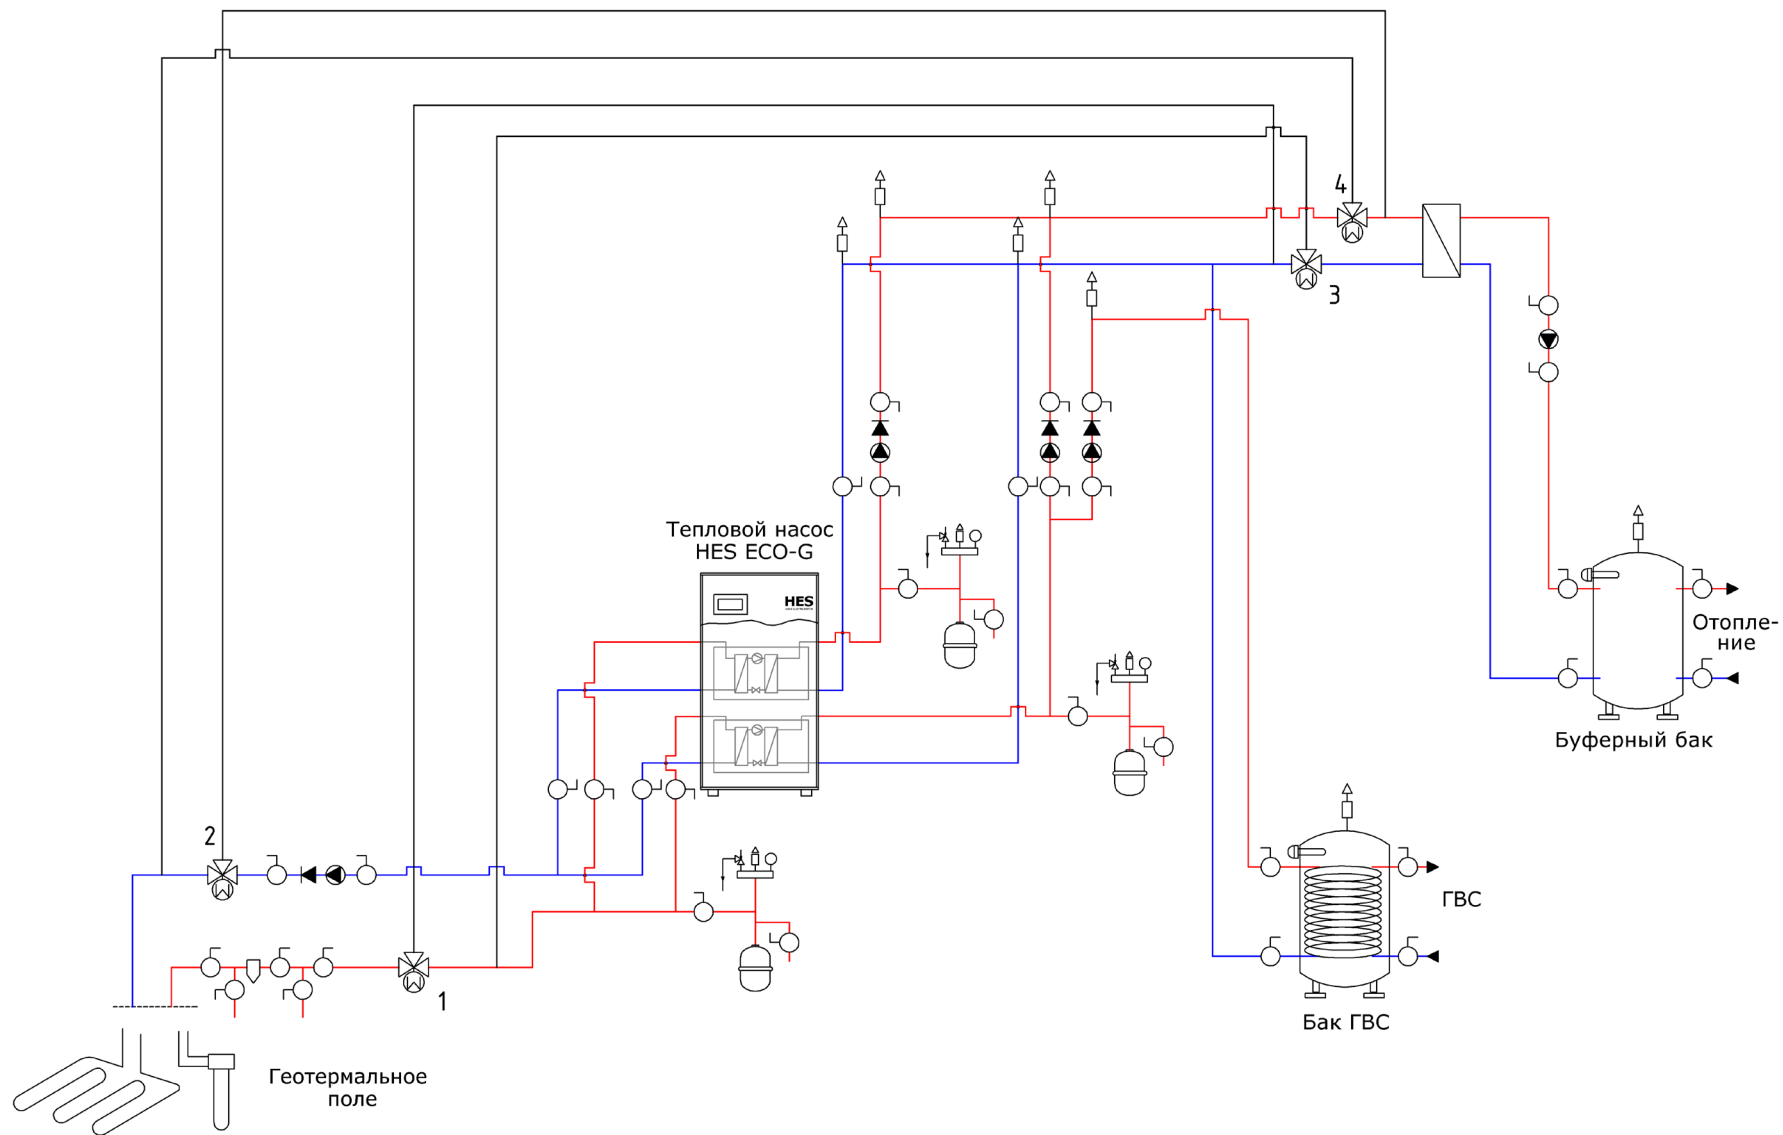 4
3
Тепловой насос
HES ECO-G
HES
Отопле-
ние
Буферный бак
2
ГВС
1
Бак ГВС
Геотермальное
поле